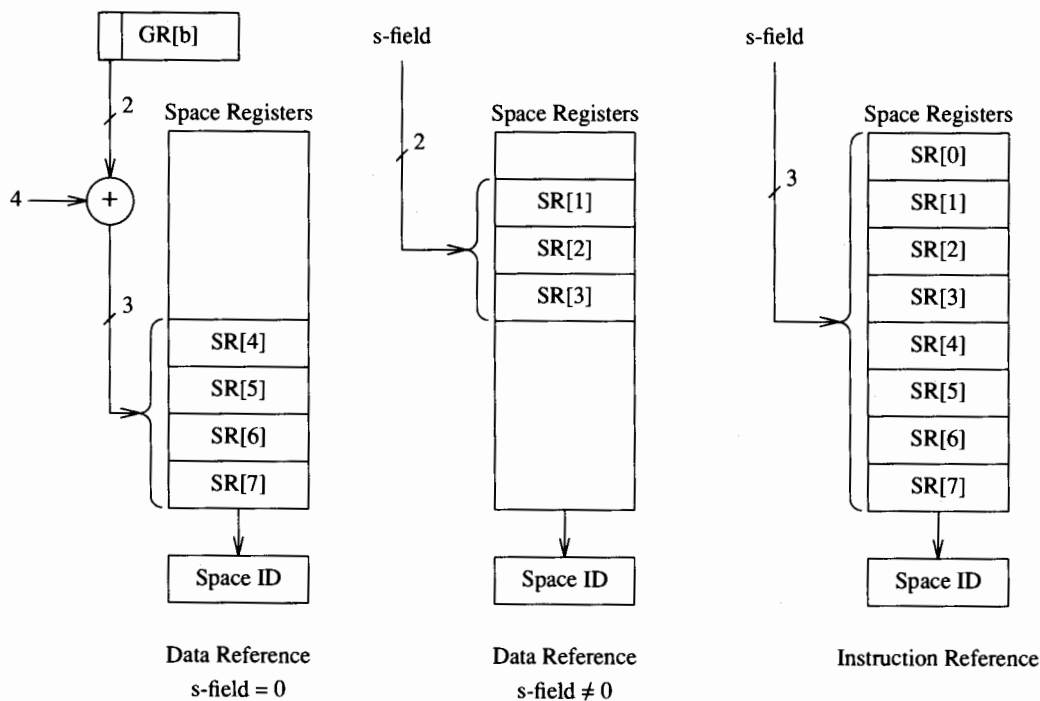 GR[b]
2
4
+
3
Space Registers
SR[4]
SR[5]
SR[6]
SR[7]
Space ID
Data Reference
s-field = 0
s-field
2
Space Registers
SR[1]
SR[2]
SR[3]
Space ID
Data Reference
s-field ≠ 0
s-field
3
Space Registers
SR[0]
SR[1]
SR[2]
SR[3]
SR[4]
SR[5]
SR[6]
SR[7]
Space ID
Instruction Reference